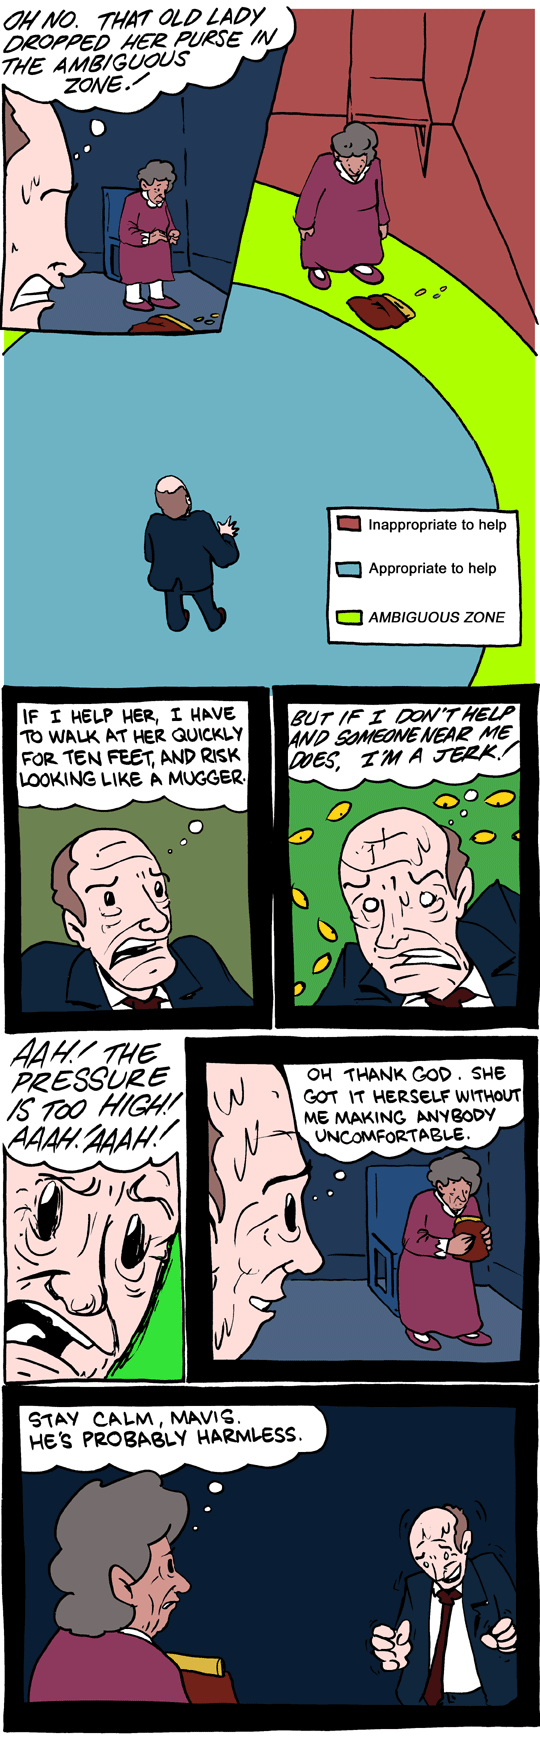 OH NO. THAT OLD LADY
DROPPED HER PURSE IN
THE AMBIGUOUS
ZONE!
Inappropriate to help
Appropriate to help
AMBIGUOUS ZONE
IF I HELP HER, I HAVE
TO WALK AT HER QUICKLY
FOR TEN FEET, AND RISK
LOOKING LIKE A MUGGER.
BUT IF I DON'T HELP
AND SOMEONE NEAR ME
DOES, I'M A JERK!
AAH! THE
PRESSURE
IS TOO HIGH!
AAAH! AAAH!
OH THANK GOD. SHE
GOT IT HERSELF WITHOUT
ME MAKING ANYBODY
UNCOMFORTABLE.
STAY CALM, MAVIS.
HE'S PROBABLY HARMLESS.